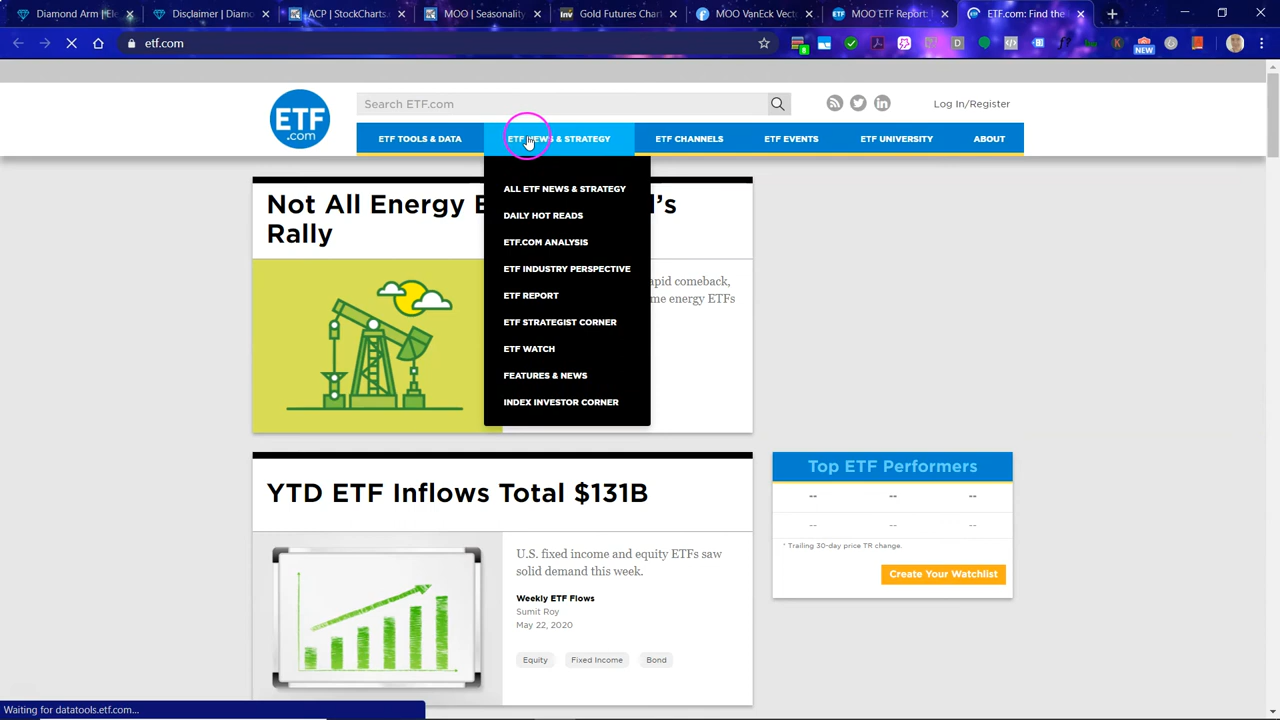 Diamond Arm | Elec
Disclaimer | Diamo
ACP | StockCharts.
MOO | Seasonality
Gold Futures Char
MOO VanEck Vect
MOO ETF Report:
ETF.com: Find the
etf.com
8
NEW
ETF
.com
Search ETF.com
Log In/Register
ETF TOOLS & DATA
ETF NEWS & STRATEGY
ETF CHANNELS
ETF EVENTS
ETF UNIVERSITY
ABOUT
ALL ETF NEWS & STRATEGY
DAILY HOT READS
ETF.COM ANALYSIS
ETF INDUSTRY PERSPECTIVE
ETF REPORT
ETF STRATEGIST CORNER
ETF WATCH
FEATURES & NEWS
INDEX INVESTOR CORNER
Not All Energy E l’s
Rally
apid comeback,
me energy ETFs
YTD ETF Inflows Total $131B
U.S. fixed income and equity ETFs saw
solid demand this week.
Weekly ETF Flows
Sumit Roy
May 22, 2020
Equity Fixed Income Bond
Top ETF Performers
-- -- --
-- -- --
* Trailing 30-day price TR change.
Create Your Watchlist
Waiting for datatools.etf.com...